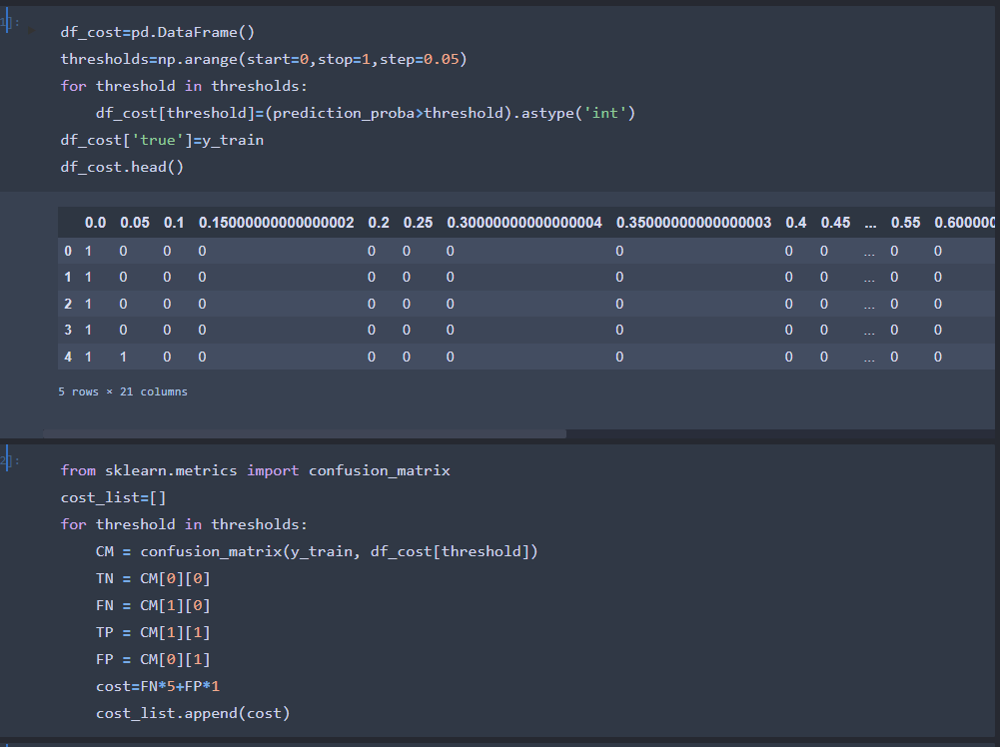 1]:
df_cost=pd.DataFrame()
thresholds=np.arange(start=0,stop=1,step=0.05)
for threshold in thresholds:
    df_cost[threshold]=(prediction_proba>threshold).astype('int')
df_cost['true']=y_train
df_cost.head()
0.0 0.05 0.1 0.15000000000000002 0.2 0.25 0.30000000000000004 0.35000000000000003 0.4 0.45 ... 0.55 0.600000
0 1 0 0 0 0 0 0 0 0 0 ... 0 0
1 1 0 0 0 0 0 0 0 0 0 ... 0 0
2 1 0 0 0 0 0 0 0 0 0 ... 0 0
3 1 0 0 0 0 0 0 0 0 0 ... 0 0
4 1 1 0 0 0 0 0 0 0 0 ... 0 0
5 rows × 21 columns
2]:
from sklearn.metrics import confusion_matrix
cost_list=[]
for threshold in thresholds:
    CM = confusion_matrix(y_train, df_cost[threshold])
    TN = CM[0][0]
    FN = CM[1][0]
    TP = CM[1][1]
    FP = CM[0][1]
    cost=FN*5+FP*1
    cost_list.append(cost)